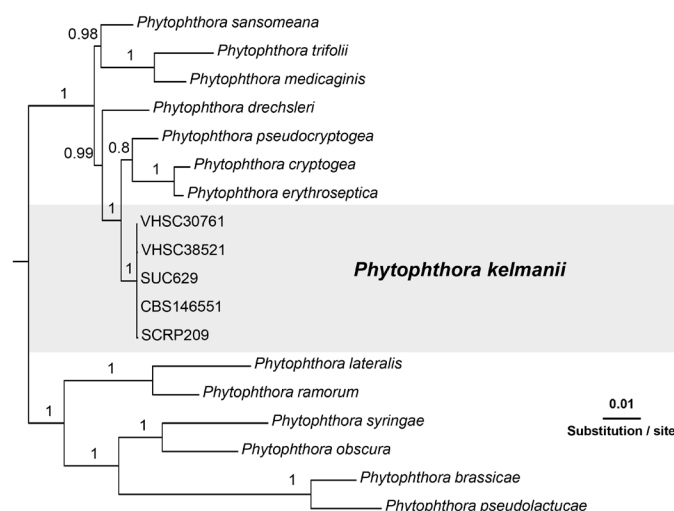 Phytophthora sansomeana
0.98
1
Phytophthora trifolii
Phytophthora medicaginis
1
Phytophthora drechsleri
0.99
0.8
Phytophthora pseudocryptogea
1
Phytophthora cryptogea
Phytophthora erythroseptica
1
VHSC30761
VHSC38521
1
SUC629
CBS146551
SCRP209
Phytophthora kelmanii
1
Phytophthora lateralis
Phytophthora ramorum
1
1
Phytophthora syringae
Phytophthora obscura
1
1
Phytophthora brassicae
Phytophthora pseudolactucae
0.01
Substitution / site